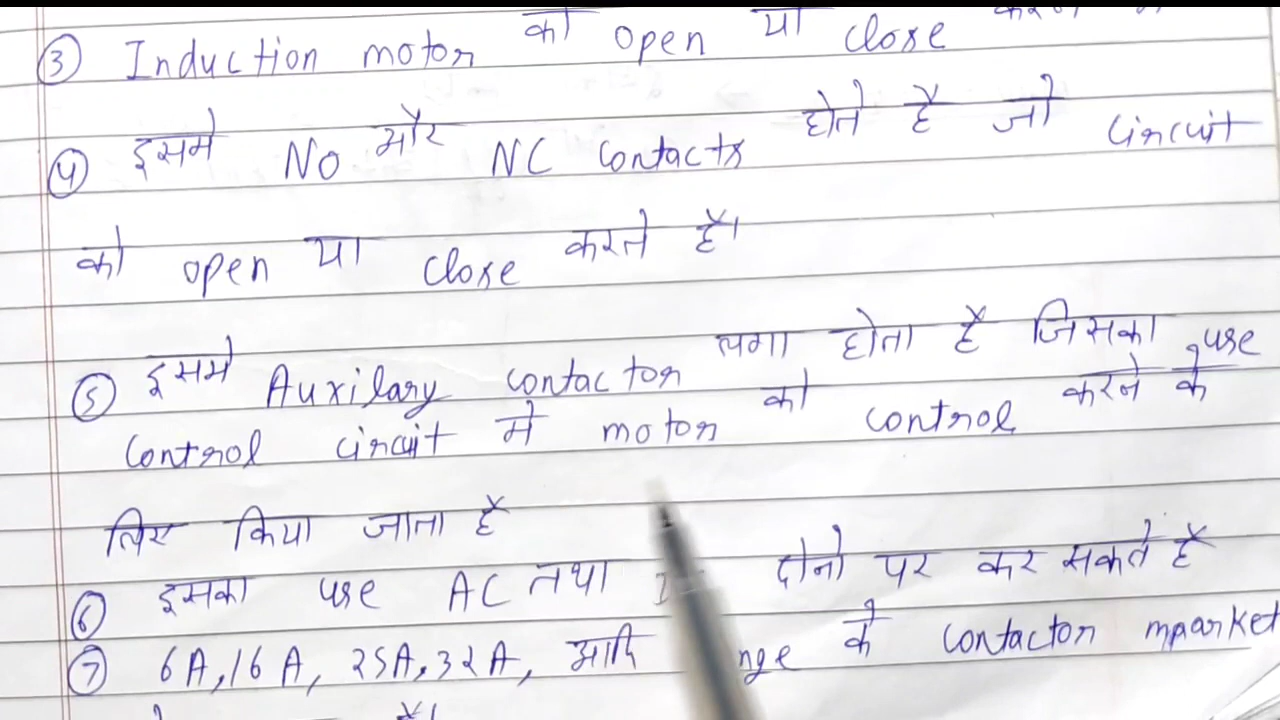 ③ Induction motor को open या close
④ इसमे NO और NC contacts होते है जो circuit
को open या close करते है।
⑤ इसमे Auxilary contactor लगा होता है जिसका use
control circuit मे motor को control करने के
लिए किया जाता है
⑥ इसका use AC तथा दोनो पर कर सकते है
⑦ 6A, 16A, 25A, 32A, आदि के contactor mparket